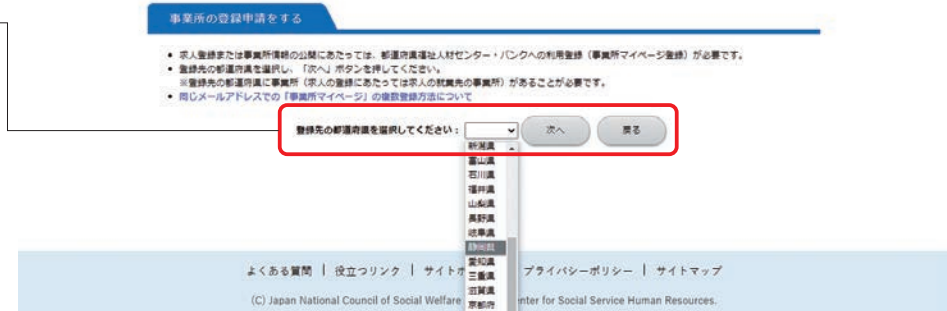 事業所の登録申請をする
• 求人登録または事業所情報の公開にあたっては、都道府県福祉人材センター・バンクへの利用登録（事業所マイページ登録）が必要です。
• 登録先の都道府県を選択し、「次へ」ボタンを押してください。
※登録先の都道府県に事業所（求人の登録にあたっては求人の就業先の事業所）があることが必要です。
• 同じメールアドレスでの「事業所マイページ」の複数登録方法について
登録先の都道府県を選択してください： 次へ 戻る
新潟県
富山県
石川県
福井県
山梨県
長野県
岐阜県
静岡県
愛知県
三重県
滋賀県
京都府
よくある質問 | 役立つリンク | サイトポ プライバシーポリシー | サイトマップ
(C) Japan National Council of Social Welfare nter for Social Service Human Resources.